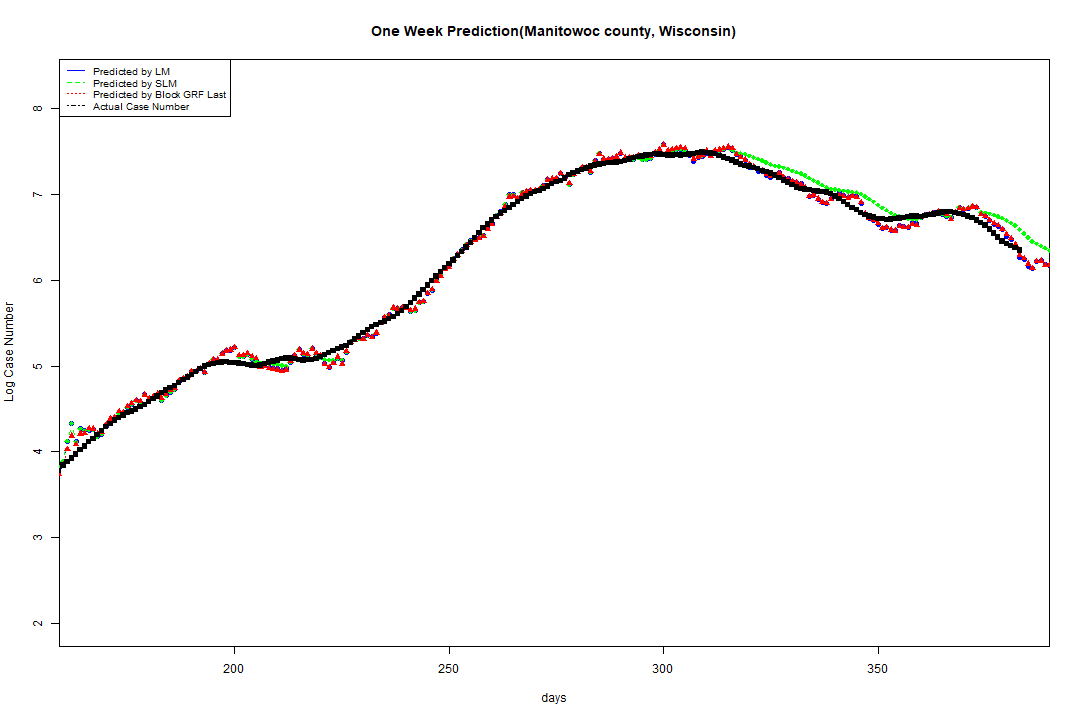 One Week Prediction(Manitowoc county, Wisconsin)
Predicted by LM
Predicted by SLM
Predicted by Block GRF Last
Actual Case Number
8
7
6
5
4
3
2
Log Case Number
200 250 300 350
days